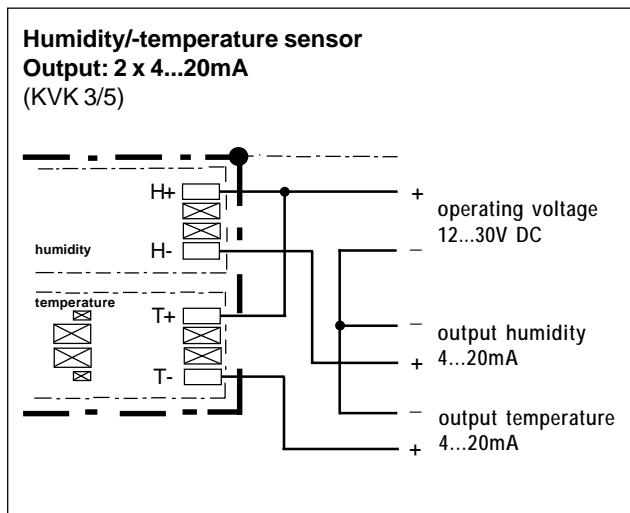 Humidity/-temperature sensor
Output: 2 x 4...20mA
(KVK 3/5)
H+
+
operating voltage
12...30V DC
humidity
H-
–
temperature
T+
–
output humidity
4...20mA
+
T-
–
output temperature
4...20mA
+